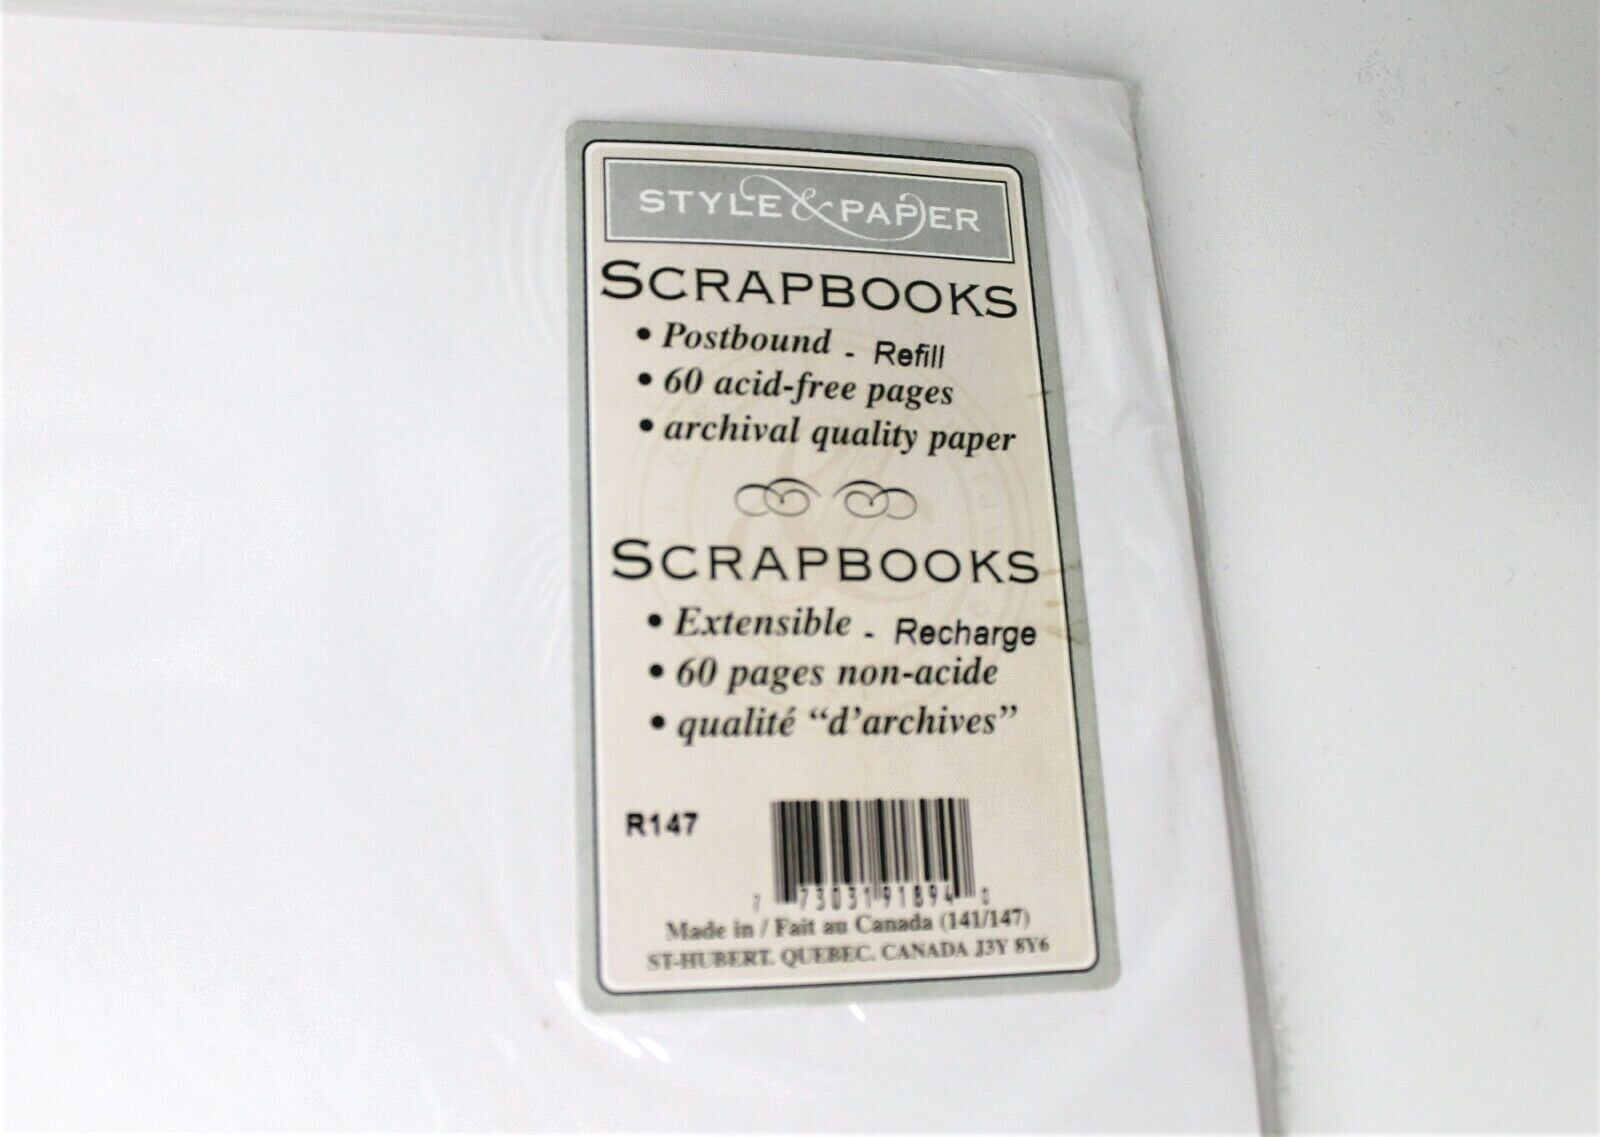 STYLE & PAPER
SCRAPBOOKS
• Postbound - Refill
• 60 acid-free pages
• archival quality paper
SCRAPBOOKS
• Extensible - Recharge
• 60 pages non-acide
• qualité “d’archives”
R147
7 73031 91894 0
Made in / Fait au Canada (141/147)
ST-HUBERT. QUEBEC. CANADA J3Y 8Y6